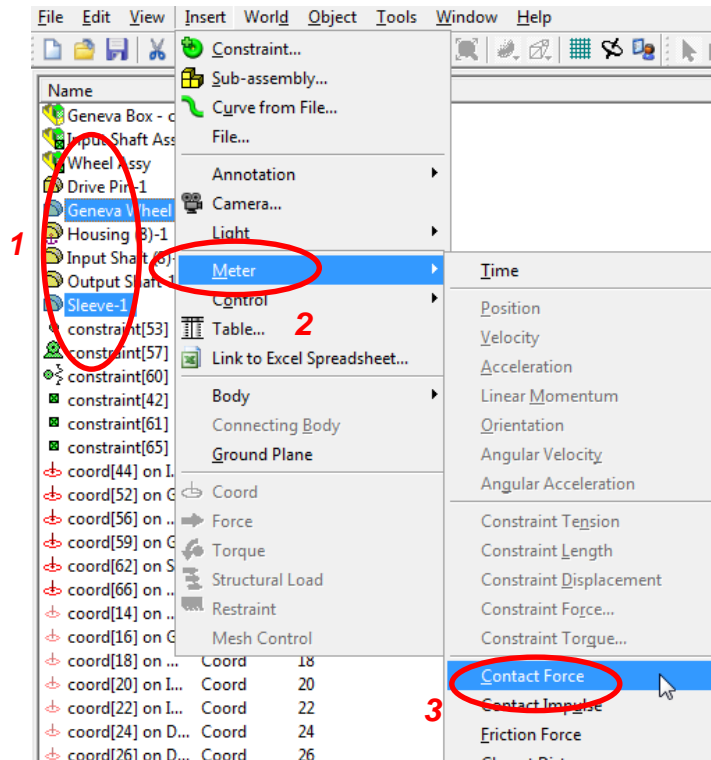 File Edit View Insert World Object Tools Window Help
Name
Geneva Box - c
Input Shaft Ass
Wheel Assy
Drive Pin-1
Geneva Wheel
Housing (3)-1
Input Shaft (3)-
Output Shaft-1
Sleeve-1
constraint[53]
constraint[57]
constraint[60]
constraint[42]
constraint[61]
constraint[65]
coord[44] on I.
coord[52] on G
coord[56] on ..
coord[59] on G
coord[62] on S
coord[66] on ..
coord[14] on ..
coord[16] on G
coord[18] on ... Coord 18
coord[20] on I... Coord 20
coord[22] on I... Coord 22
coord[24] on D... Coord 24
coord[26] on D... Coord 26
1
Constraint...
Sub-assembly...
Curve from File...
File...
Annotation
Camera...
Light
Meter
Control
2
Table...
Link to Excel Spreadsheet...
Body
Connecting Body
Ground Plane
Coord
Force
Torque
Structural Load
Restraint
Mesh Control
Time
Position
Velocity
Acceleration
Linear Momentum
Orientation
Angular Velocity
Angular Acceleration
Constraint Tension
Constraint Length
Constraint Displacement
Constraint Force...
Constraint Torque...
Contact Force
3
Contact Impulse
Friction Force